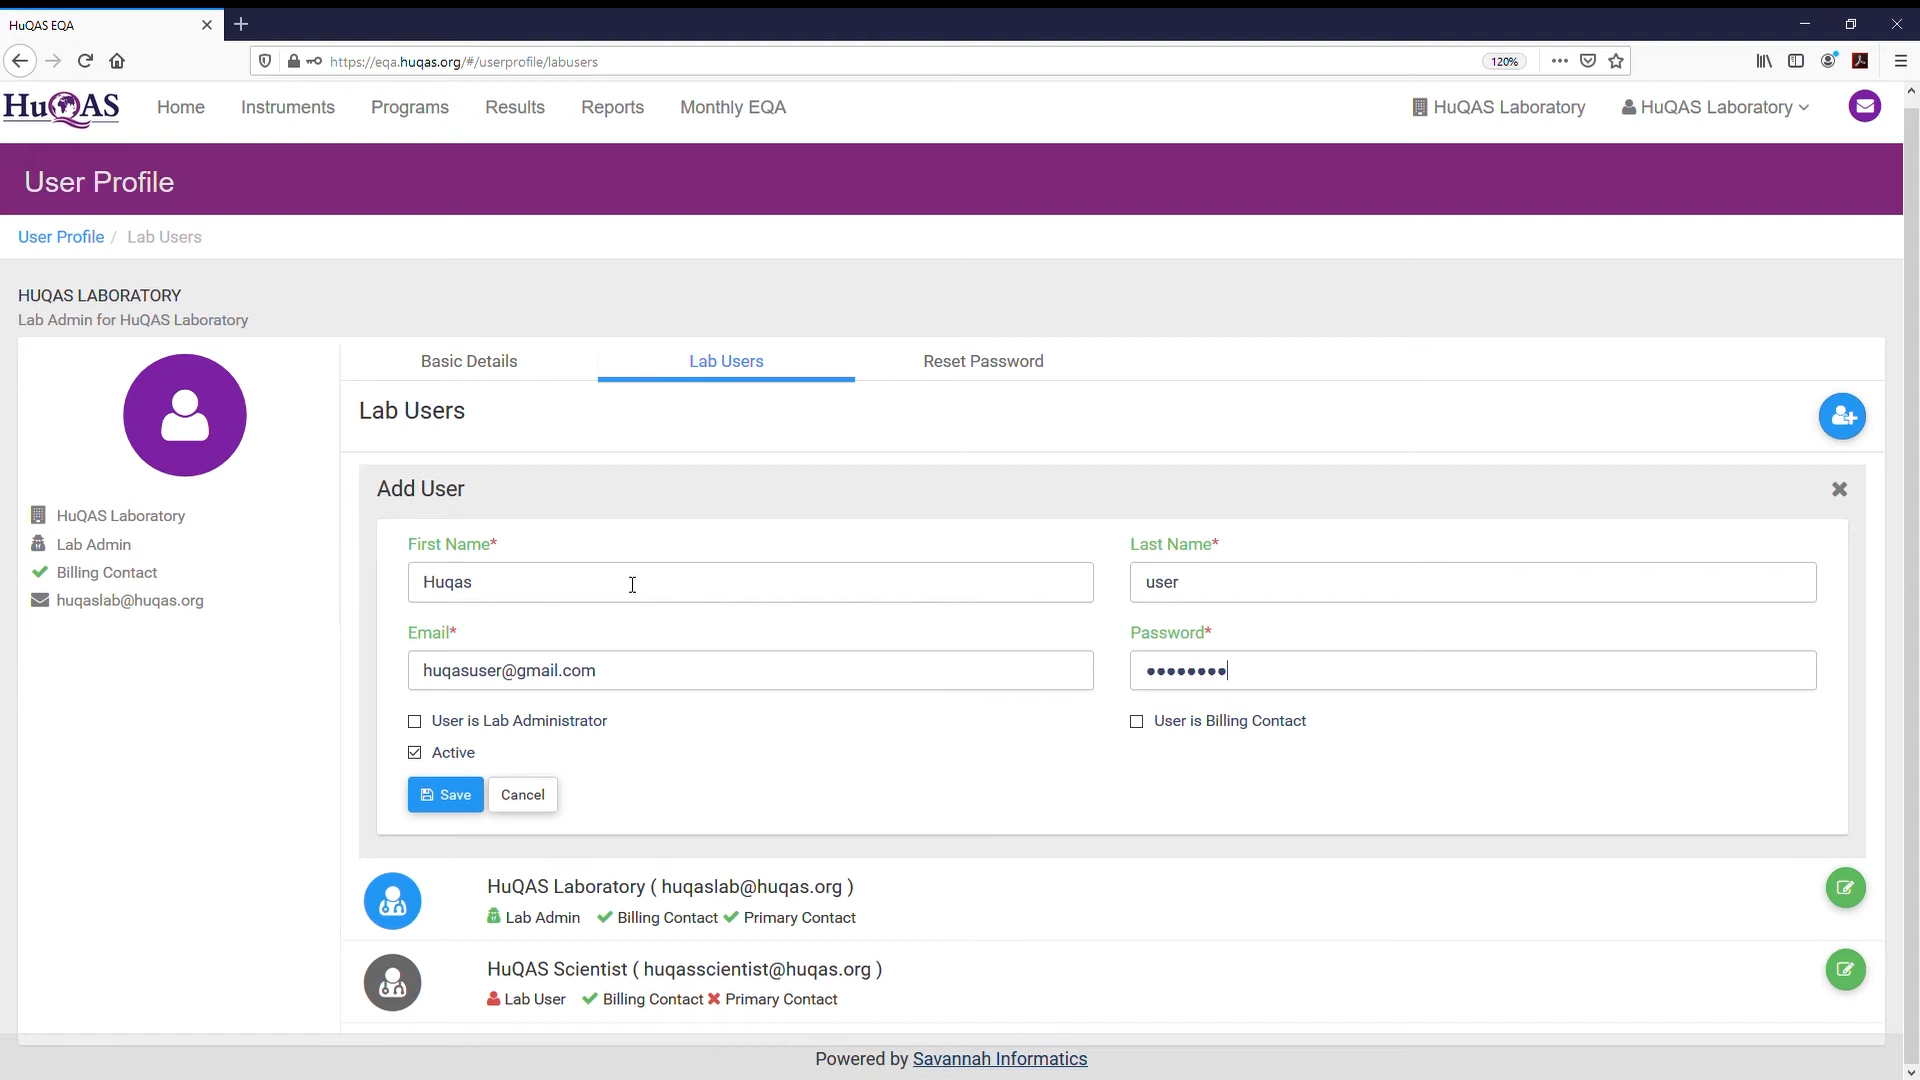 HuQAS EQA
https://eqa.huqas.org/#/userprofile/labusers
120%
HuQAS
Home
Instruments
Programs
Results
Reports
Monthly EQA
HuQAS Laboratory
HuQAS Laboratory
User Profile
User Profile / Lab Users
HUQAS LABORATORY
Lab Admin for HuQAS Laboratory
HuQAS Laboratory
Lab Admin
Billing Contact
huqaslab@huqas.org
Basic Details
Lab Users
Reset Password
Lab Users
Add User
First Name*
Last Name*
Huqas
user
Email*
Password*
huqasuser@gmail.com
••••••••
User is Lab Administrator
User is Billing Contact
Active
Save
Cancel
HuQAS Laboratory ( huqaslab@huqas.org )
Lab Admin Billing Contact Primary Contact
HuQAS Scientist ( huqasscientist@huqas.org )
Lab User Billing Contact Primary Contact
Powered by Savannah Informatics